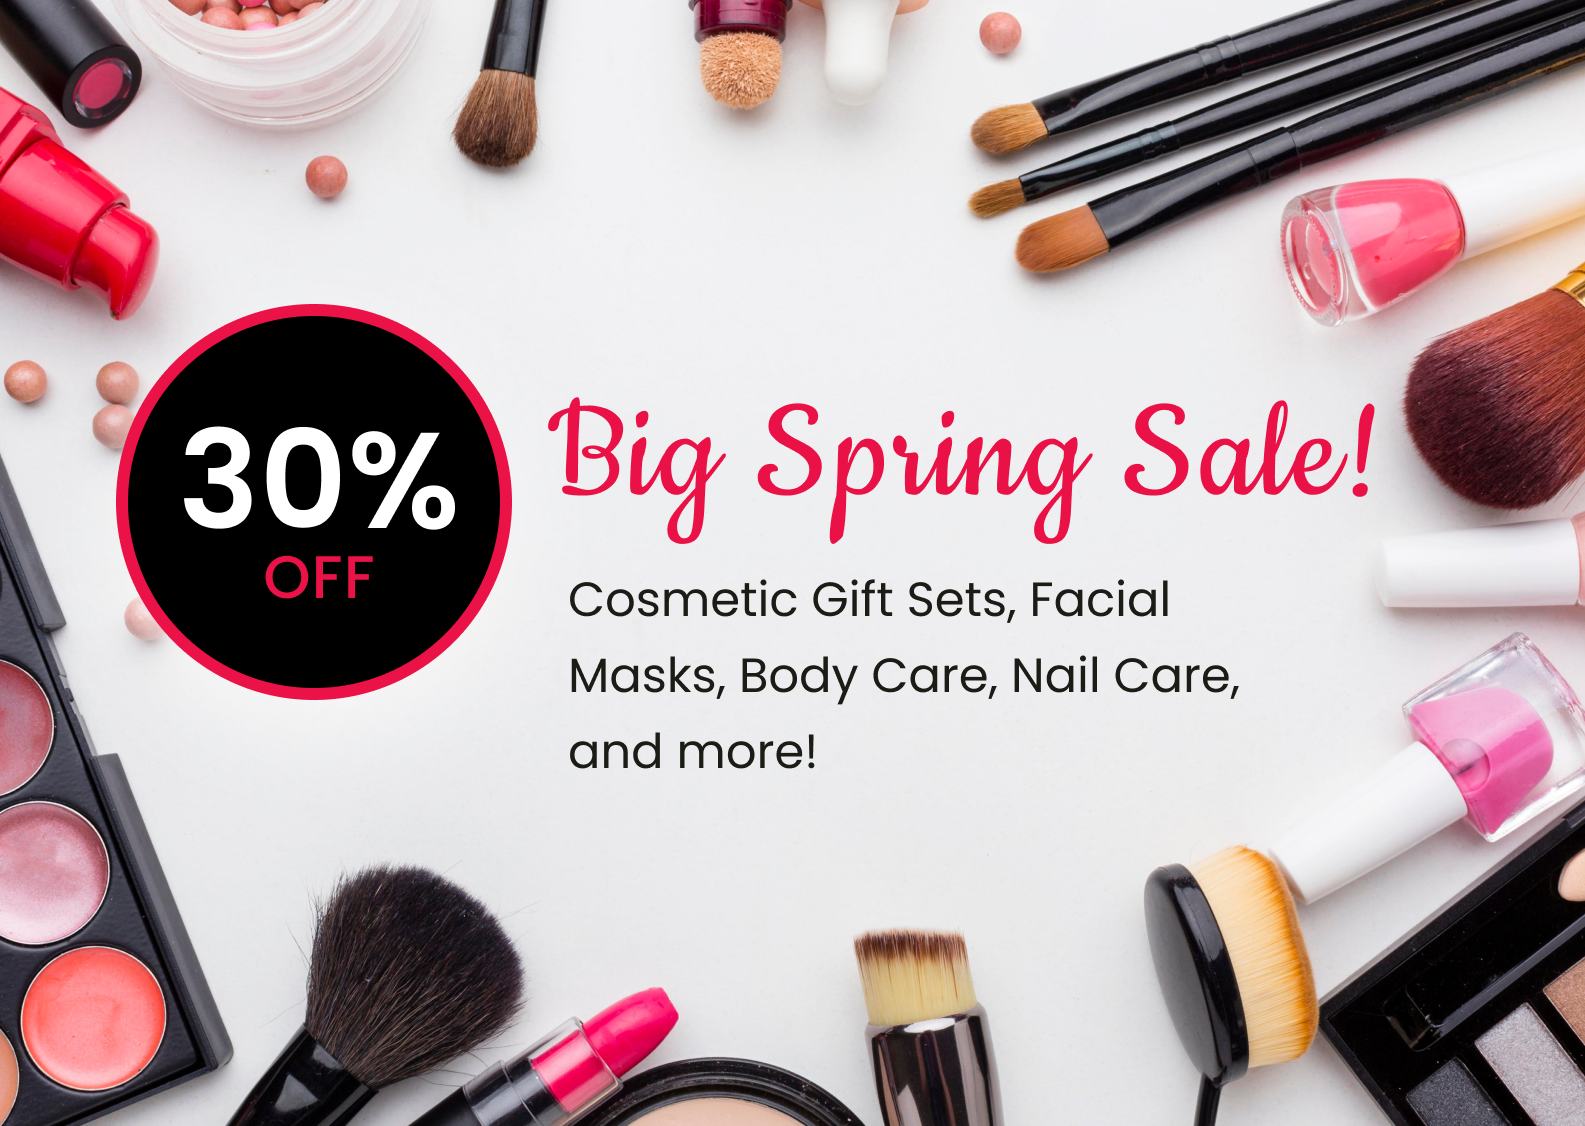 30%
OFF
Big Spring Sale!
Cosmetic Gift Sets, Facial
Masks, Body Care, Nail Care,
and more!